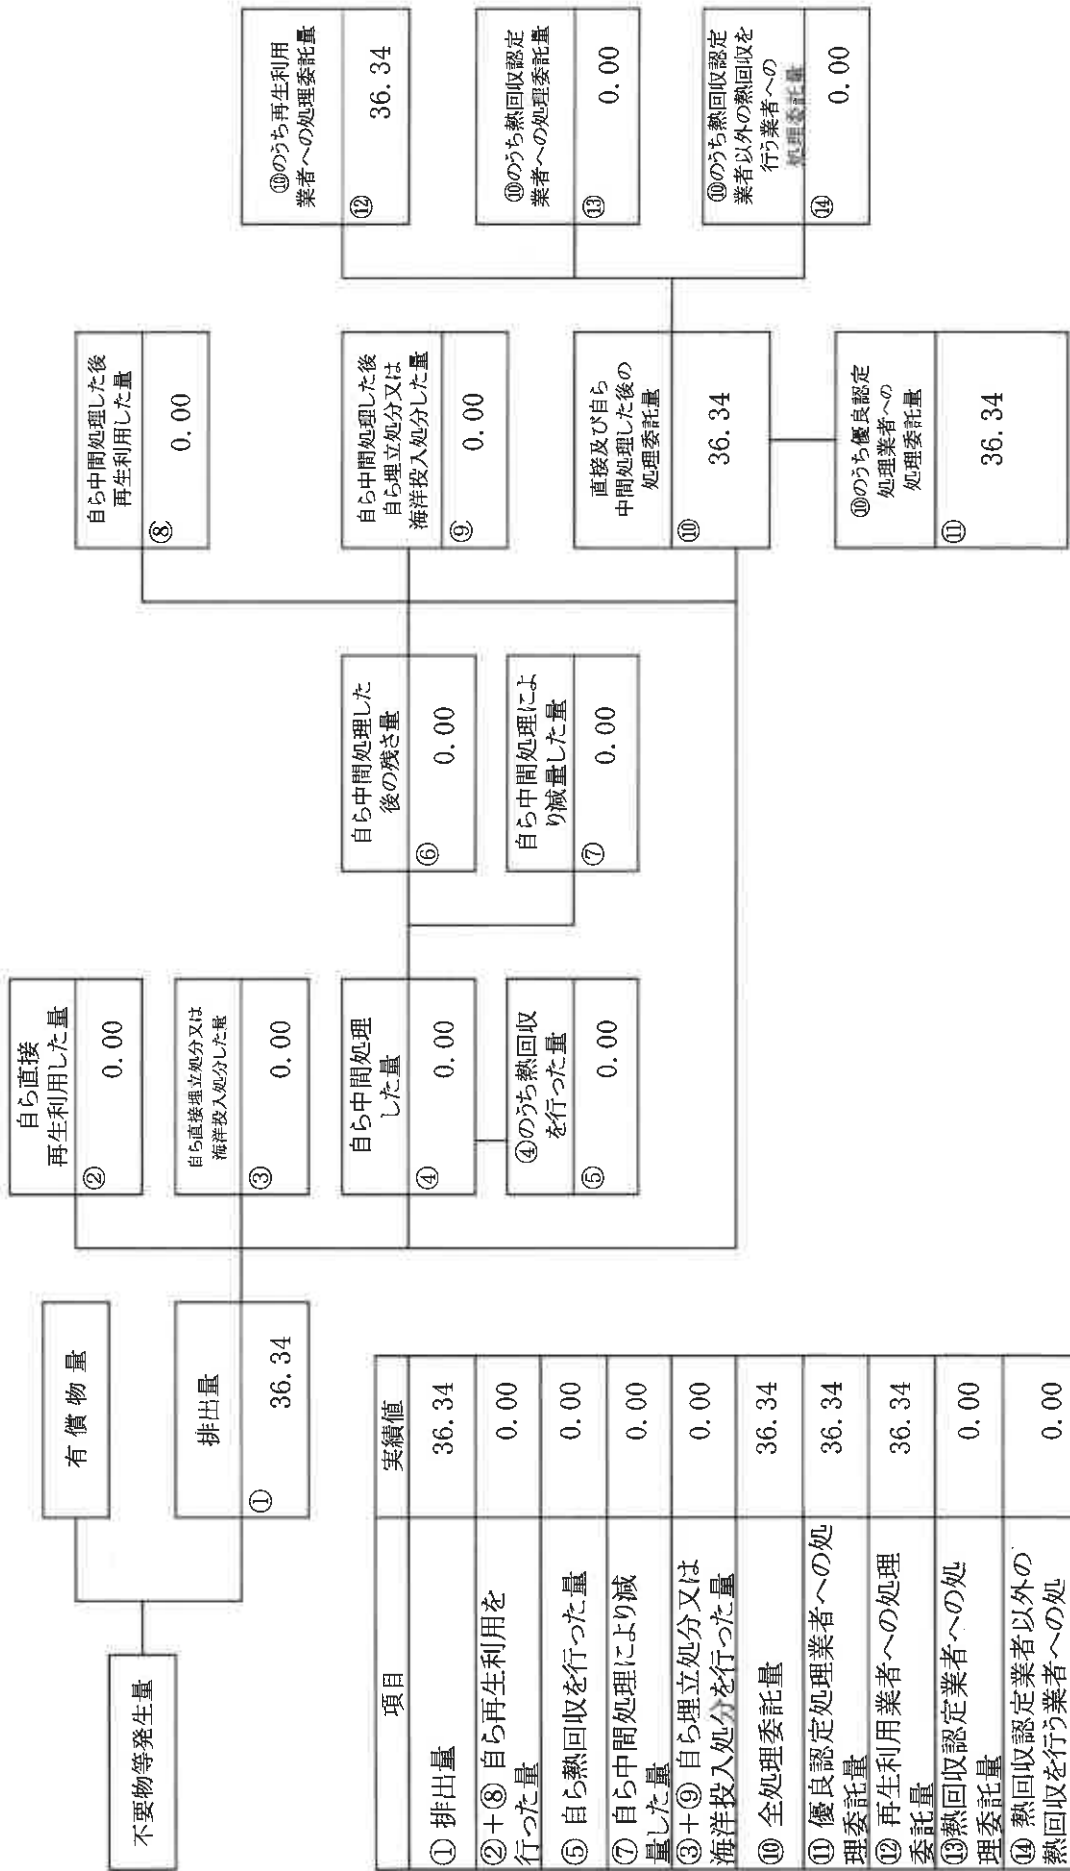 不要物等発生量
有償物量
排出量
①
36.34
自ら直接
再生利用した量
②
0.00
自ら直接埋立処分又は
海洋投入処分した量
③
0.00
自ら中間処理
した量
④
0.00
④のうち熱回収
を行った量
⑤
0.00
自ら中間処理した
後の残さ量
⑥
0.00
自ら中間処理によ
り減量した量
⑦
0.00
自ら中間処理した後
再生利用した量
⑧
0.00
自ら中間処理した後
自ら埋立処分又は
海洋投入処分した量
⑨
0.00
直接及び自ら
中間処理した後の
処理委託量
⑩
36.34
⑩のうち優良認定
処理業者への
処理委託量
⑪
36.34
⑩のうち再生利用
業者への処理委託量
⑫
36.34
⑩のうち熱回収認定
業者への処理委託量
⑬
0.00
⑩のうち熱回収認定
業者以外の熱回収を
行う業者への
処理委託量
⑭
0.00
項目 実績値
① 排出量 36.34
②+⑧ 自ら再生利用を
行った量 0.00
⑤ 自ら熱回収を行った量 0.00
⑦ 自ら中間処理により減
量した量 0.00
③+⑨ 自ら埋立処分又は
海洋投入処分を行った量 0.00
⑩ 全処理委託量 36.34
⑪ 優良認定処理業者への処
理委託量 36.34
⑫ 再生利用業者への処理
委託量 36.34
⑬熱回収認定業者への処
理委託量 0.00
⑭ 熱回収認定業者以外の
熱回収を行う業者への処 0.00